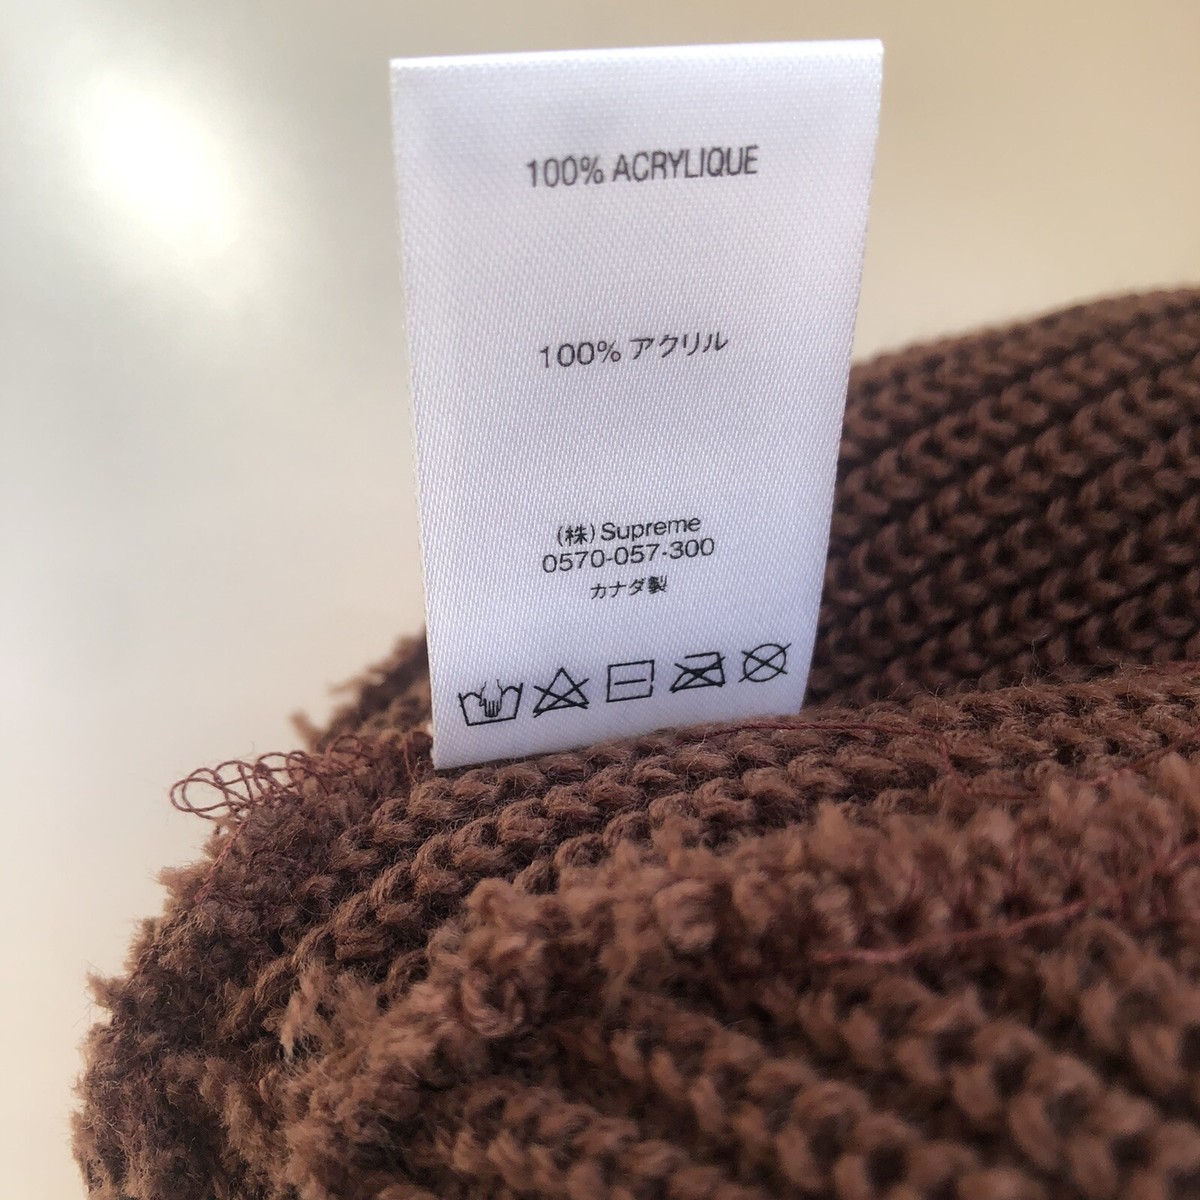 100% ACRYLIQUE
100% アクリル
(株) Supreme
0570-057-300
カナダ製